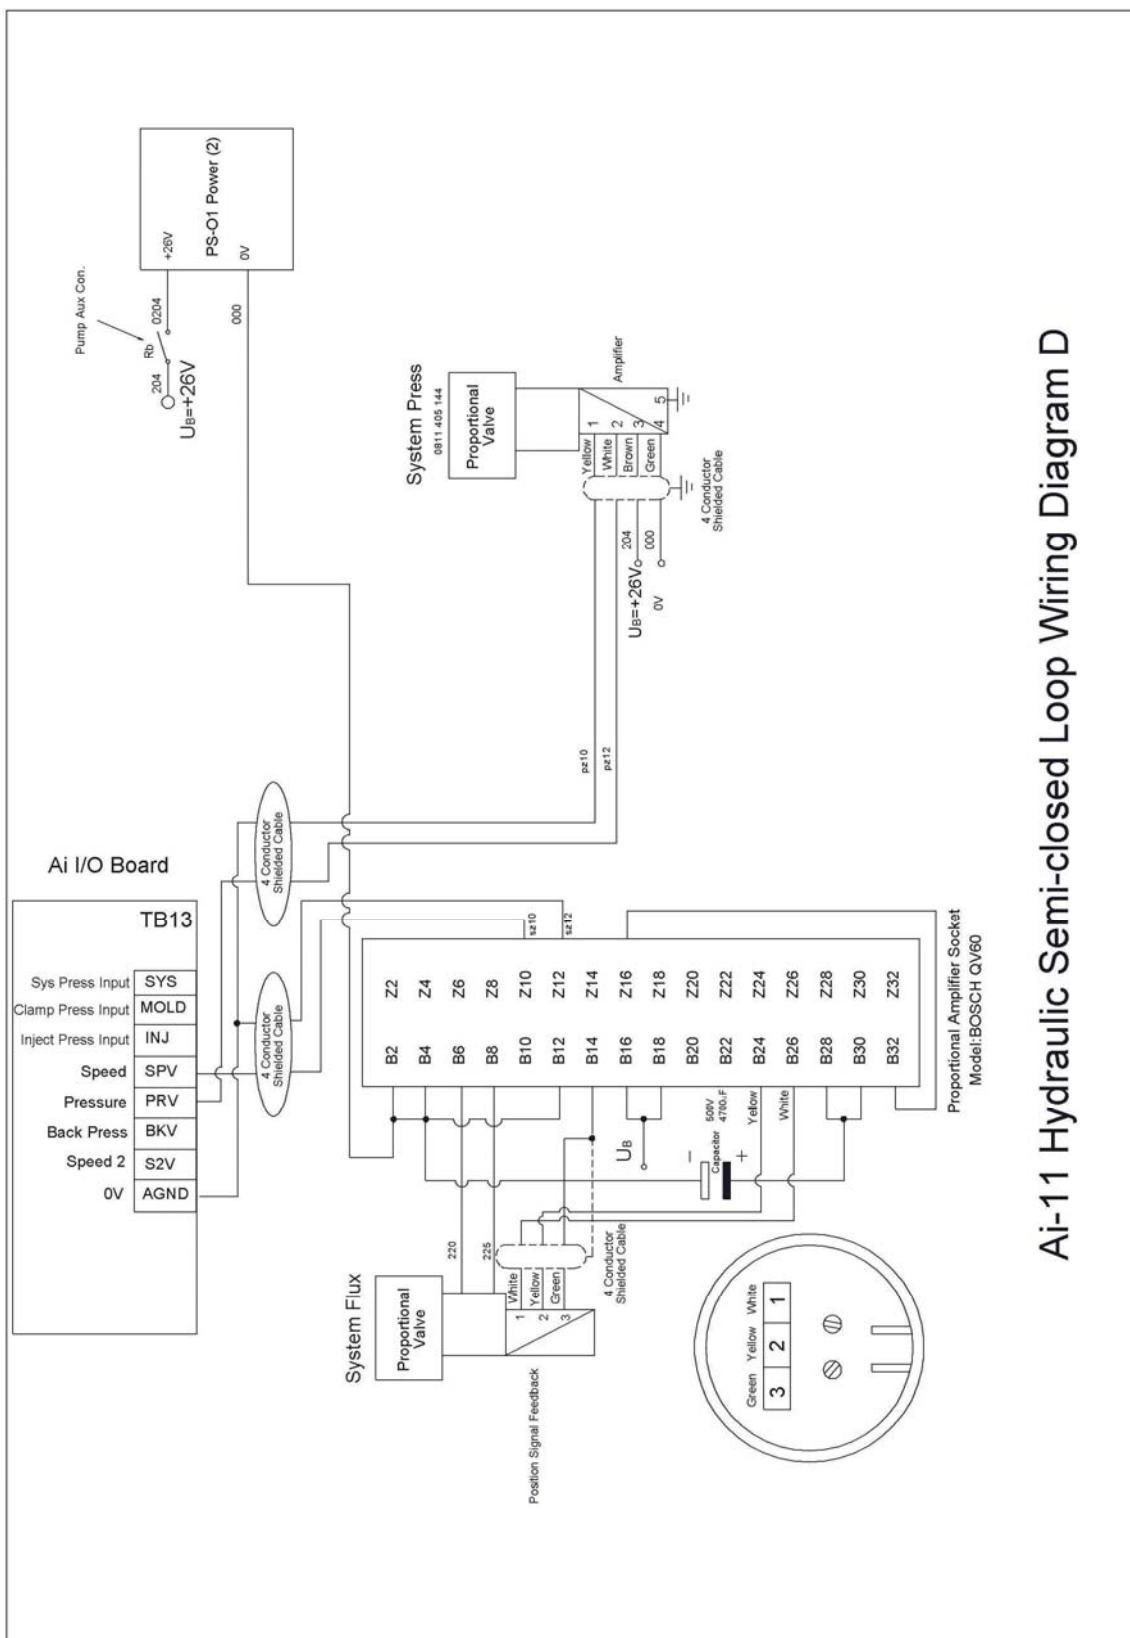 PS-O1 Power (2)
+26V
0V
Pump Aux Con.
0204
000
Rb
204
UB=+26V
System Press
0811 405 144
Proportional
Valve
Amplifier
1
2
3
4
5
Yellow
White
Brown
Green
4 Conductor
Shielded Cable
204
000
UB=+26V
0V
pz10
pz12
4 Conductor
Shielded Cable
Ai I/O Board
TB13
Sys Press Input SYS
Clamp Press Input MOLD
Inject Press Input INJ
Speed SPV
Pressure PRV
Back Press BKV
Speed 2 S2V
0V AGND
4 Conductor
Shielded Cable
sz10
sz12
Z2
Z4
Z6
Z8
Z10
Z12
Z14
Z16
Z18
Z20
Z22
Z24
Z26
Z28
Z30
Z32
B2
B4
B6
B8
B10
B12
B14
B16
B18
B20
B22
B24
B26
B28
B30
B32
Proportional Amplifier Socket
Model:BOSCH QV60
UB
−
Capacitor
+
500V
4700uF
Yellow
White
220
225
System Flux
Proportional
Valve
White
Yellow
Green
1
2
3
4 Conductor
Shielded Cable
Position Signal Feedback
Green Yellow White
3 2 1
Ai-11 Hydraulic Semi-closed Loop Wiring Diagram D